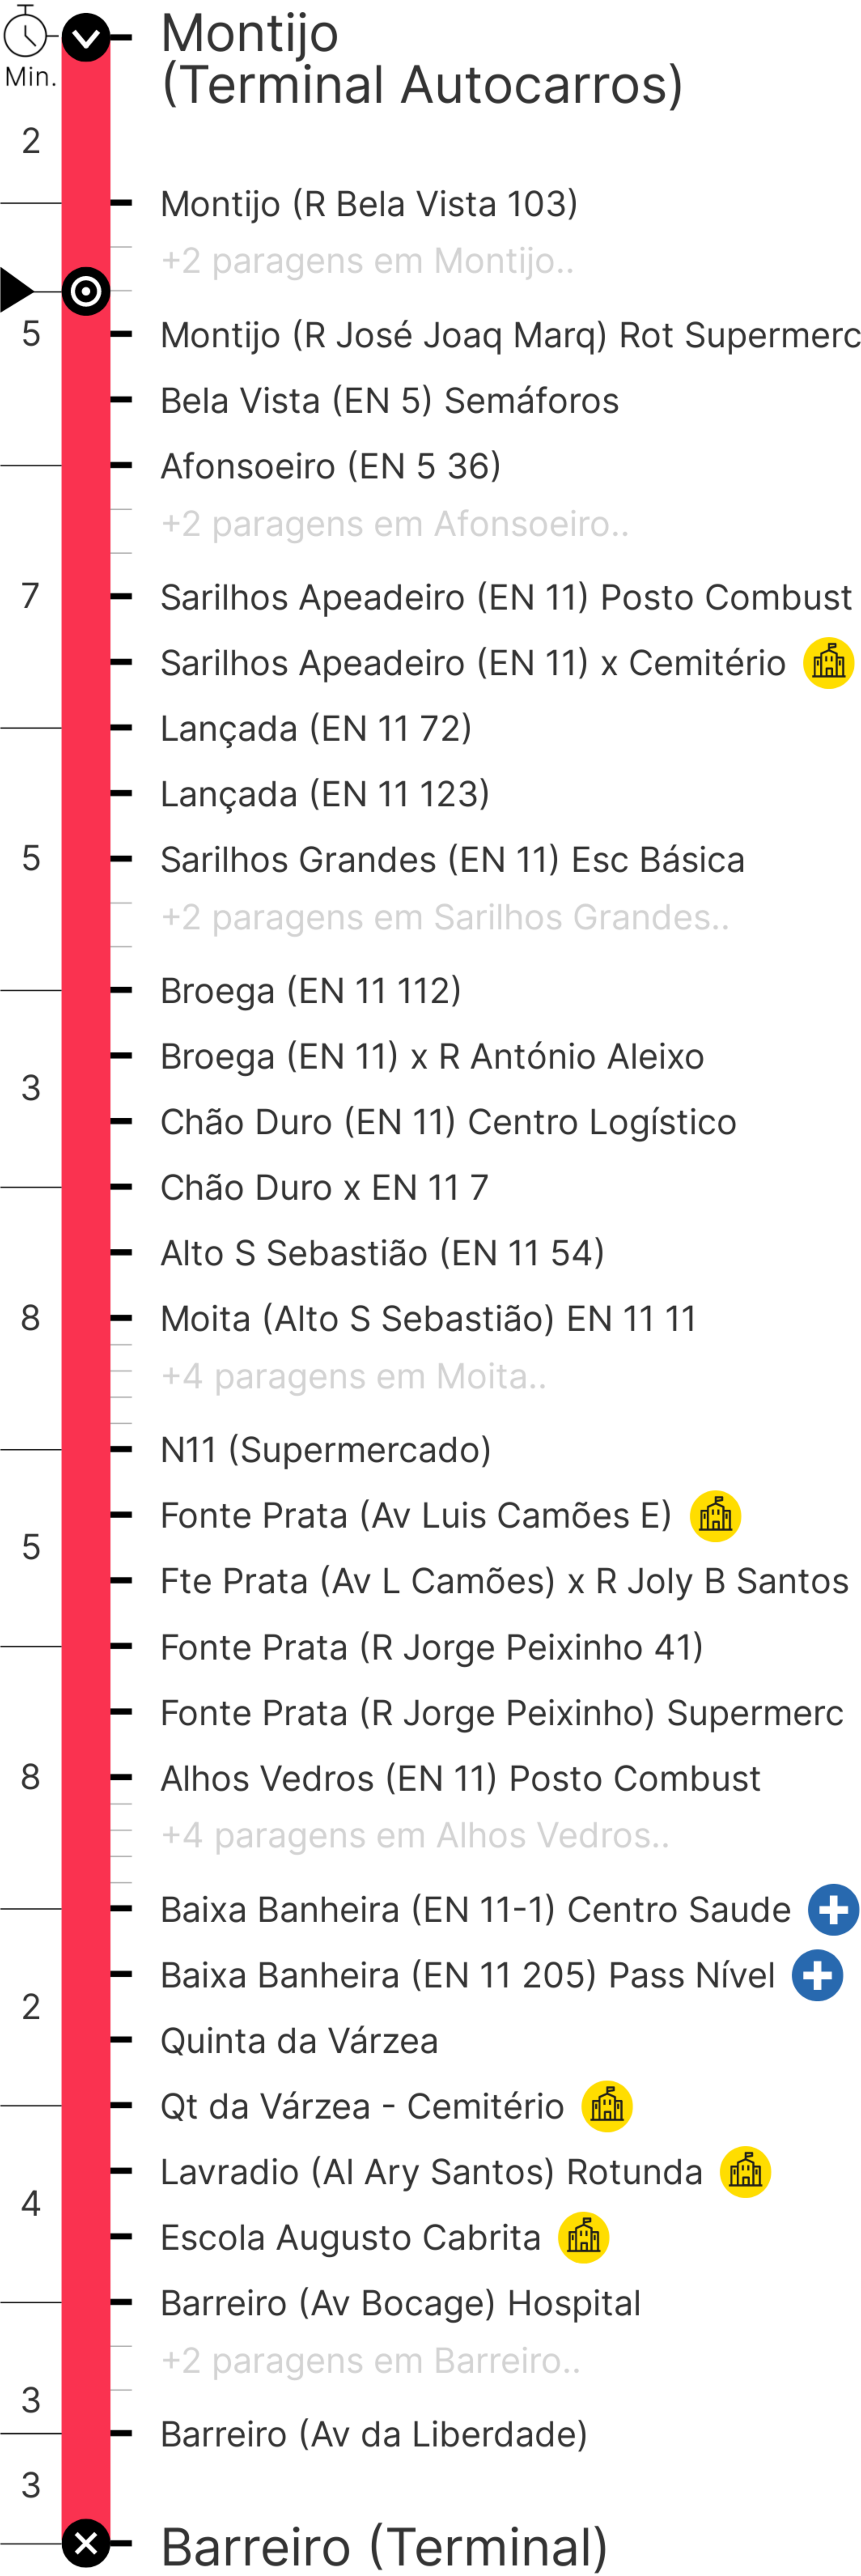 Min.
Montijo
(Terminal Autocarros)
2
Montijo (R Bela Vista 103)
+2 paragens em Montijo..
5
Montijo (R José Joaq Marq) Rot Supermerc
Bela Vista (EN 5) Semáforos
Afonsoeiro (EN 5 36)
+2 paragens em Afonsoeiro..
7
Sarilhos Apeadeiro (EN 11) Posto Combust
Sarilhos Apeadeiro (EN 11) x Cemitério
Lançada (EN 11 72)
Lançada (EN 11 123)
5
Sarilhos Grandes (EN 11) Esc Básica
+2 paragens em Sarilhos Grandes..
Broega (EN 11 112)
Broega (EN 11) x R António Aleixo
3
Chão Duro (EN 11) Centro Logístico
Chão Duro x EN 11 7
Alto S Sebastião (EN 11 54)
8
Moita (Alto S Sebastião) EN 11 11
+4 paragens em Moita..
N11 (Supermercado)
Fonte Prata (Av Luis Camões E)
5
Fte Prata (Av L Camões) x R Joly B Santos
Fonte Prata (R Jorge Peixinho 41)
Fonte Prata (R Jorge Peixinho) Supermerc
8
Alhos Vedros (EN 11) Posto Combust
+4 paragens em Alhos Vedros..
Baixa Banheira (EN 11-1) Centro Saude
Baixa Banheira (EN 11 205) Pass Nível
2
Quinta da Várzea
Qt da Várzea - Cemitério
Lavradio (Al Ary Santos) Rotunda
4
Escola Augusto Cabrita
Barreiro (Av Bocage) Hospital
+2 paragens em Barreiro..
3
Barreiro (Av da Liberdade)
3
Barreiro (Terminal)